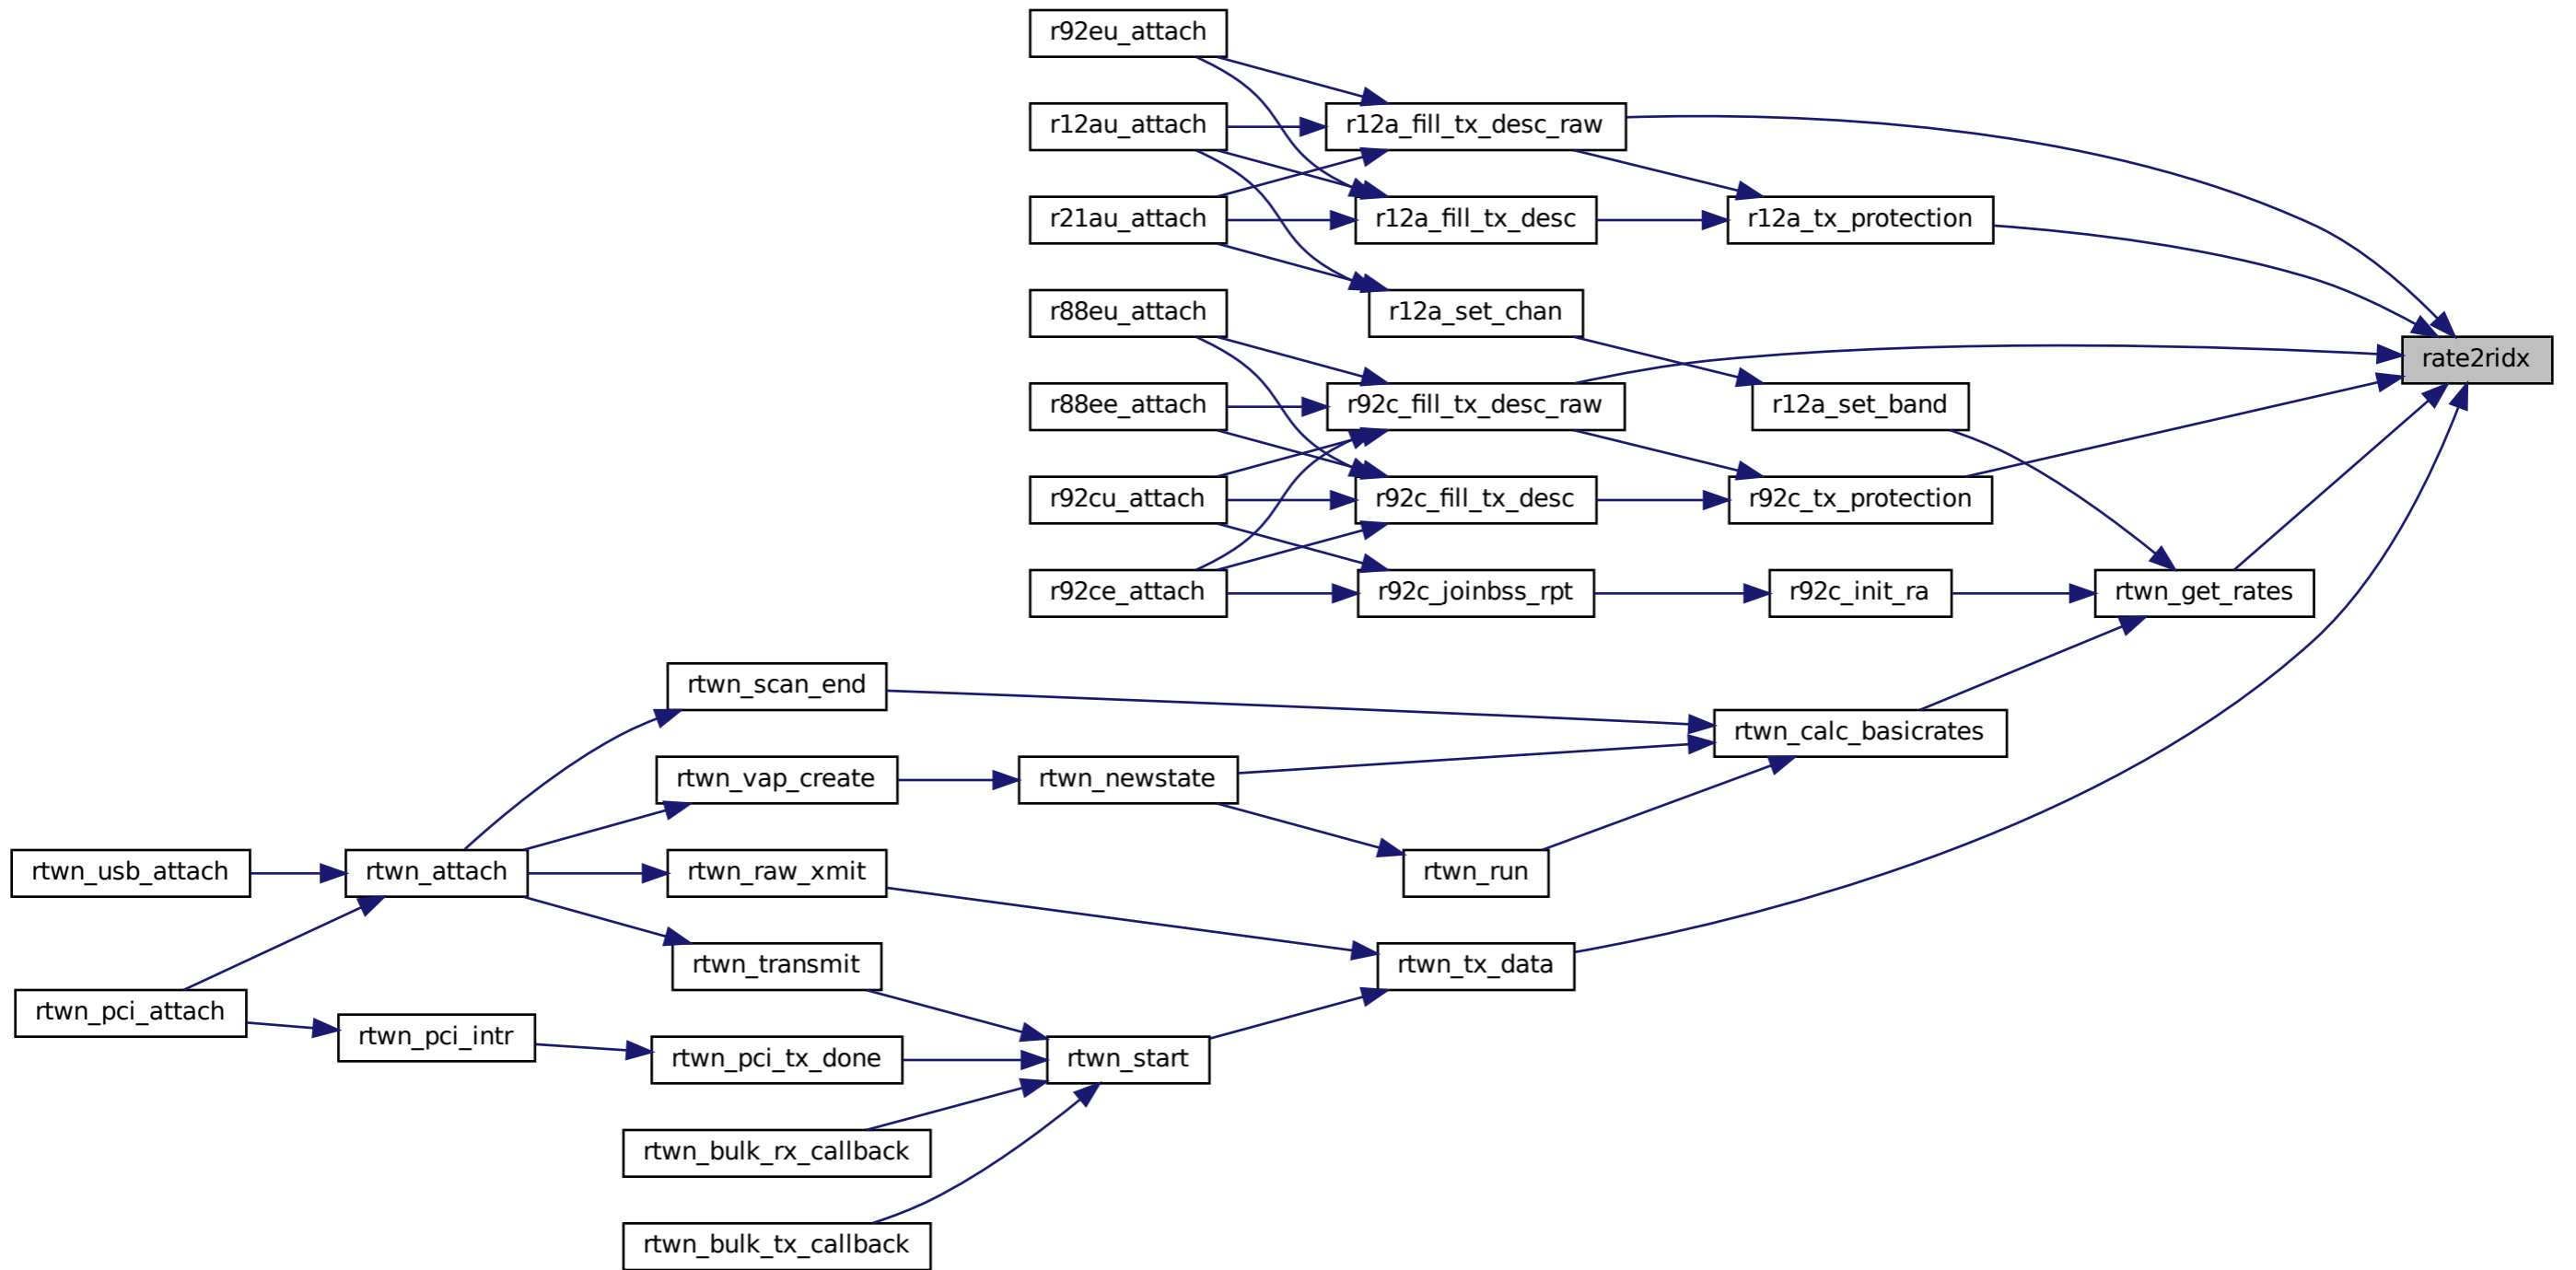 r92eu_attach
r12au_attach
r12a_fill_tx_desc_raw
r21au_attach
r12a_fill_tx_desc
r12a_tx_protection
r88eu_attach
r12a_set_chan
rate2ridx
r88ee_attach
r92c_fill_tx_desc_raw
r12a_set_band
r92cu_attach
r92c_fill_tx_desc
r92c_tx_protection
r92ce_attach
r92c_joinbss_rpt
r92c_init_ra
rtwn_get_rates
rtwn_scan_end
rtwn_calc_basicrates
rtwn_vap_create
rtwn_newstate
rtwn_usb_attach
rtwn_attach
rtwn_raw_xmit
rtwn_run
rtwn_transmit
rtwn_tx_data
rtwn_pci_attach
rtwn_pci_intr
rtwn_pci_tx_done
rtwn_start
rtwn_bulk_rx_callback
rtwn_bulk_tx_callback